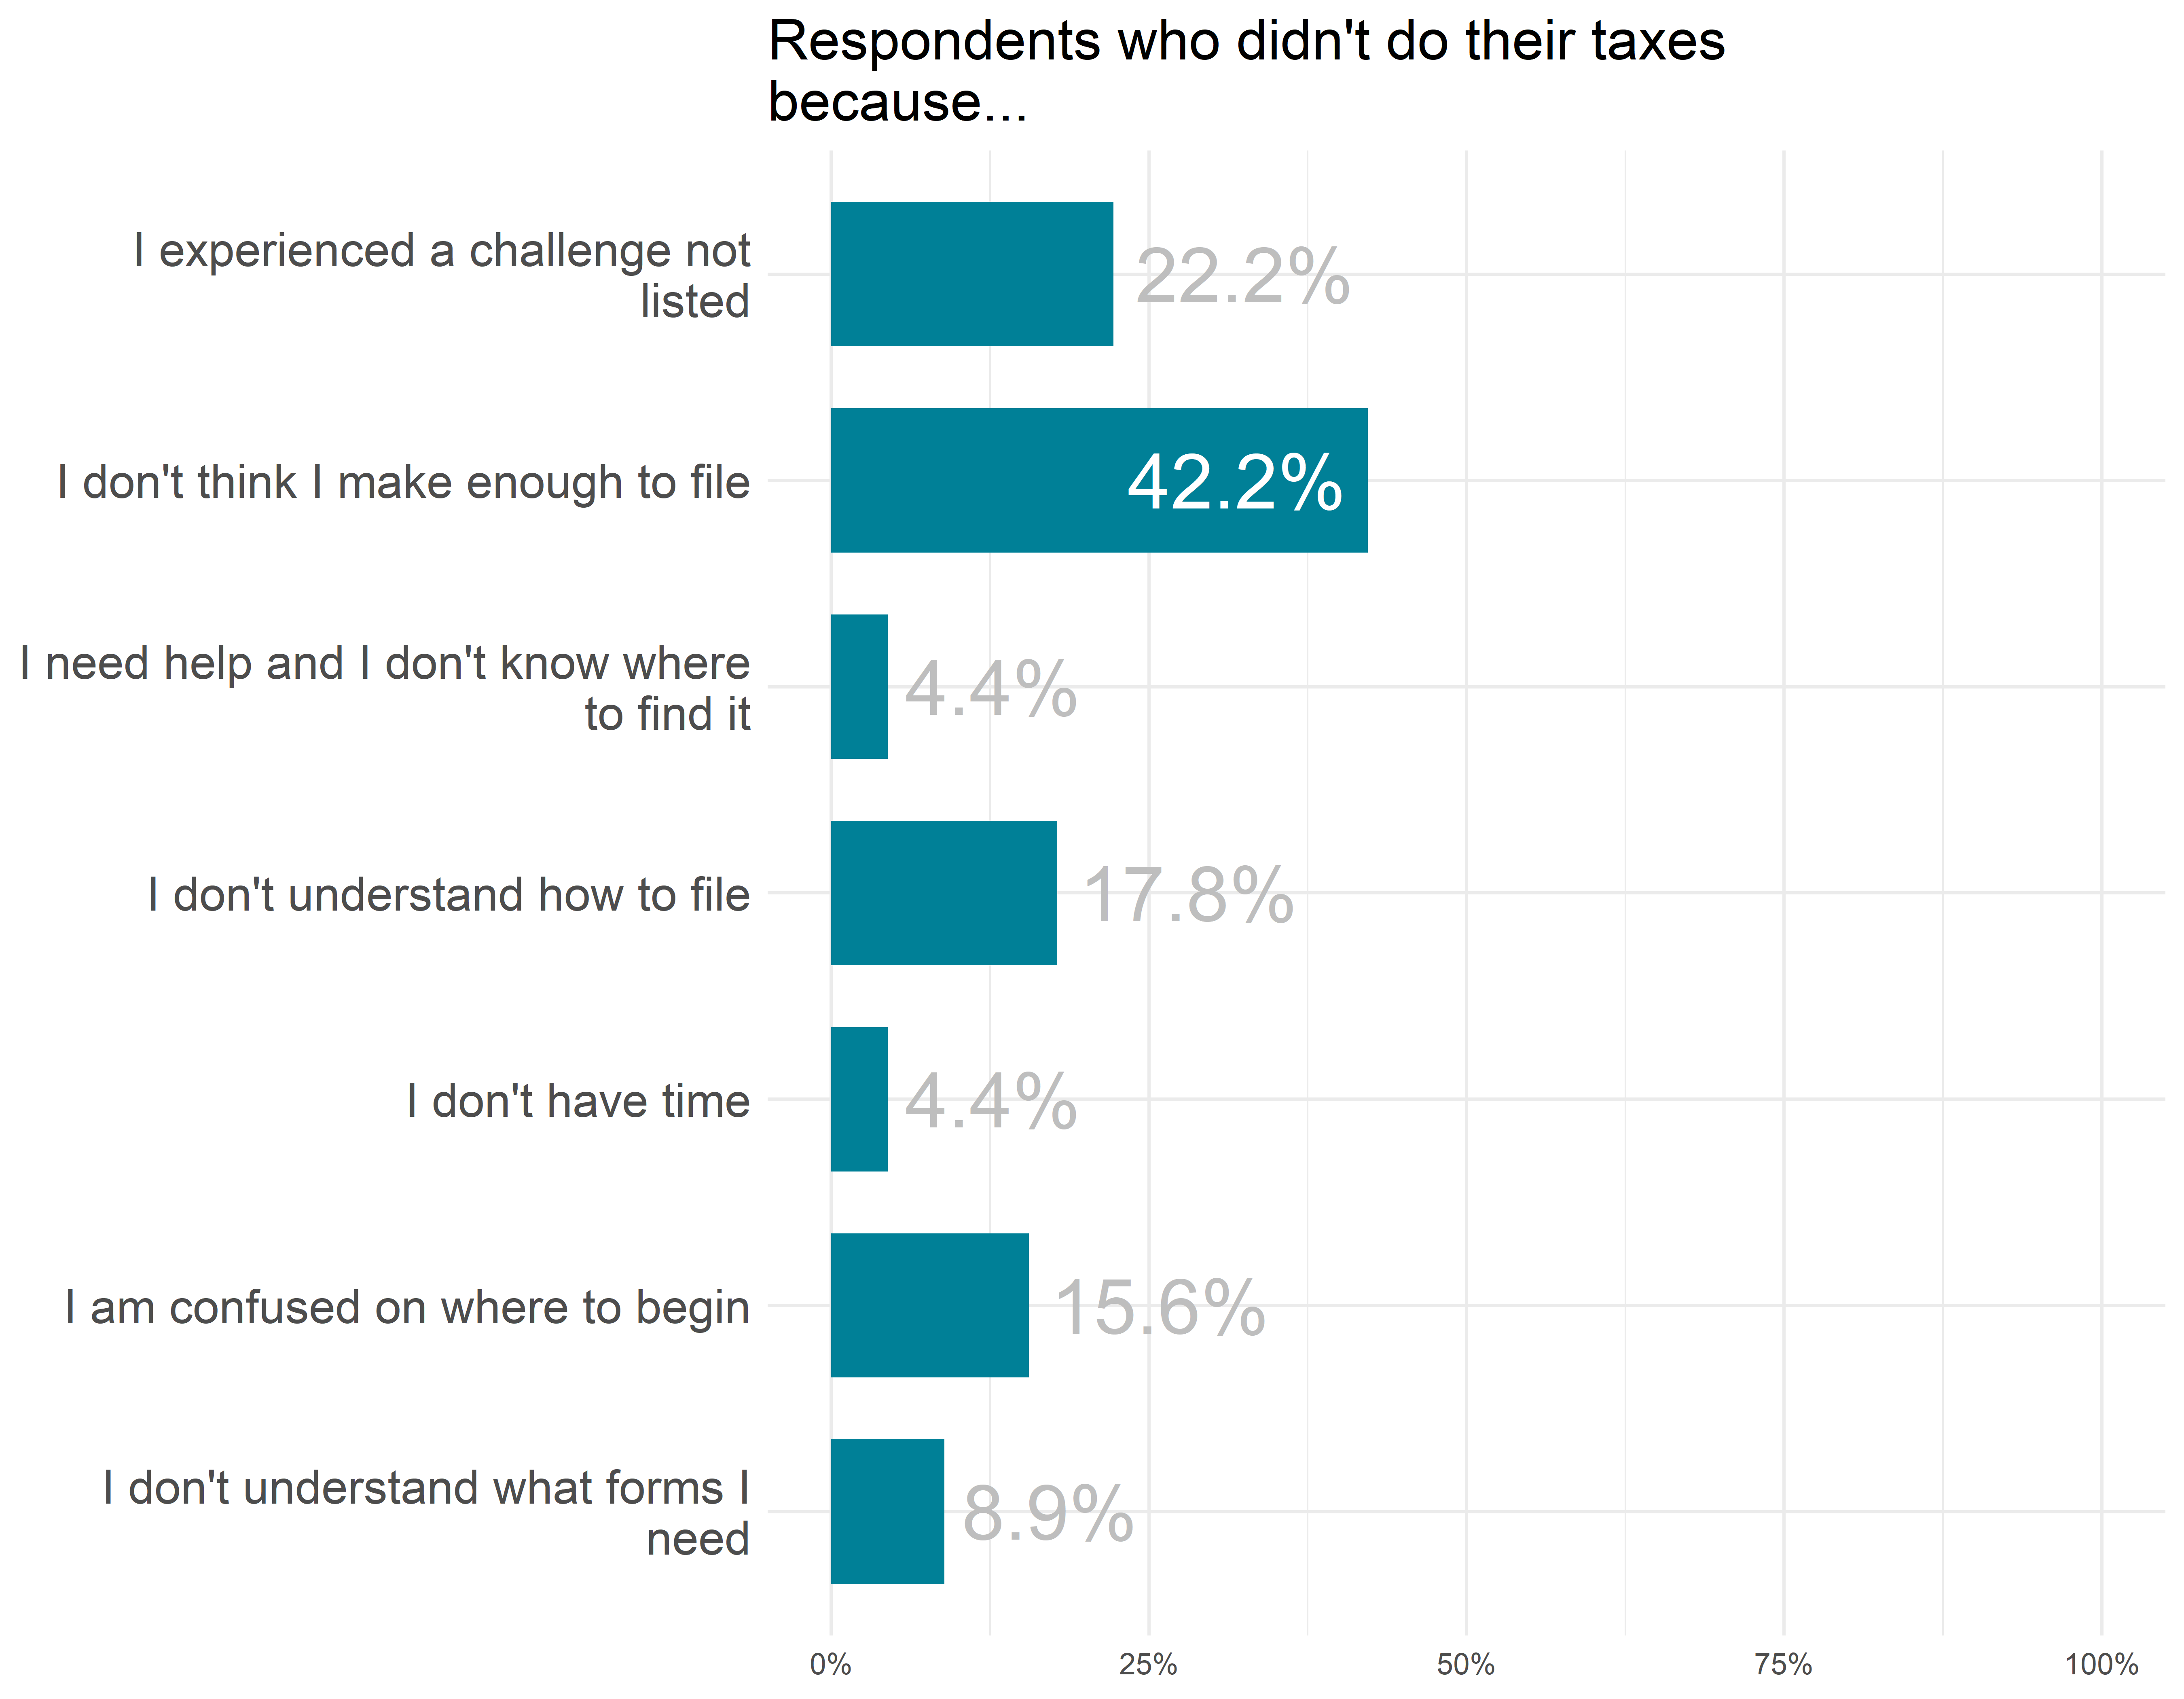 Respondents who didn't do their taxes
because...
I experienced a challenge not
listed
22.2%
I don't think I make enough to file
42.2%
I need help and I don't know where
to find it
4.4%
I don't understand how to file
17.8%
I don't have time
4.4%
I am confused on where to begin
15.6%
I don't understand what forms I
need
8.9%
0% 25% 50% 75% 100%